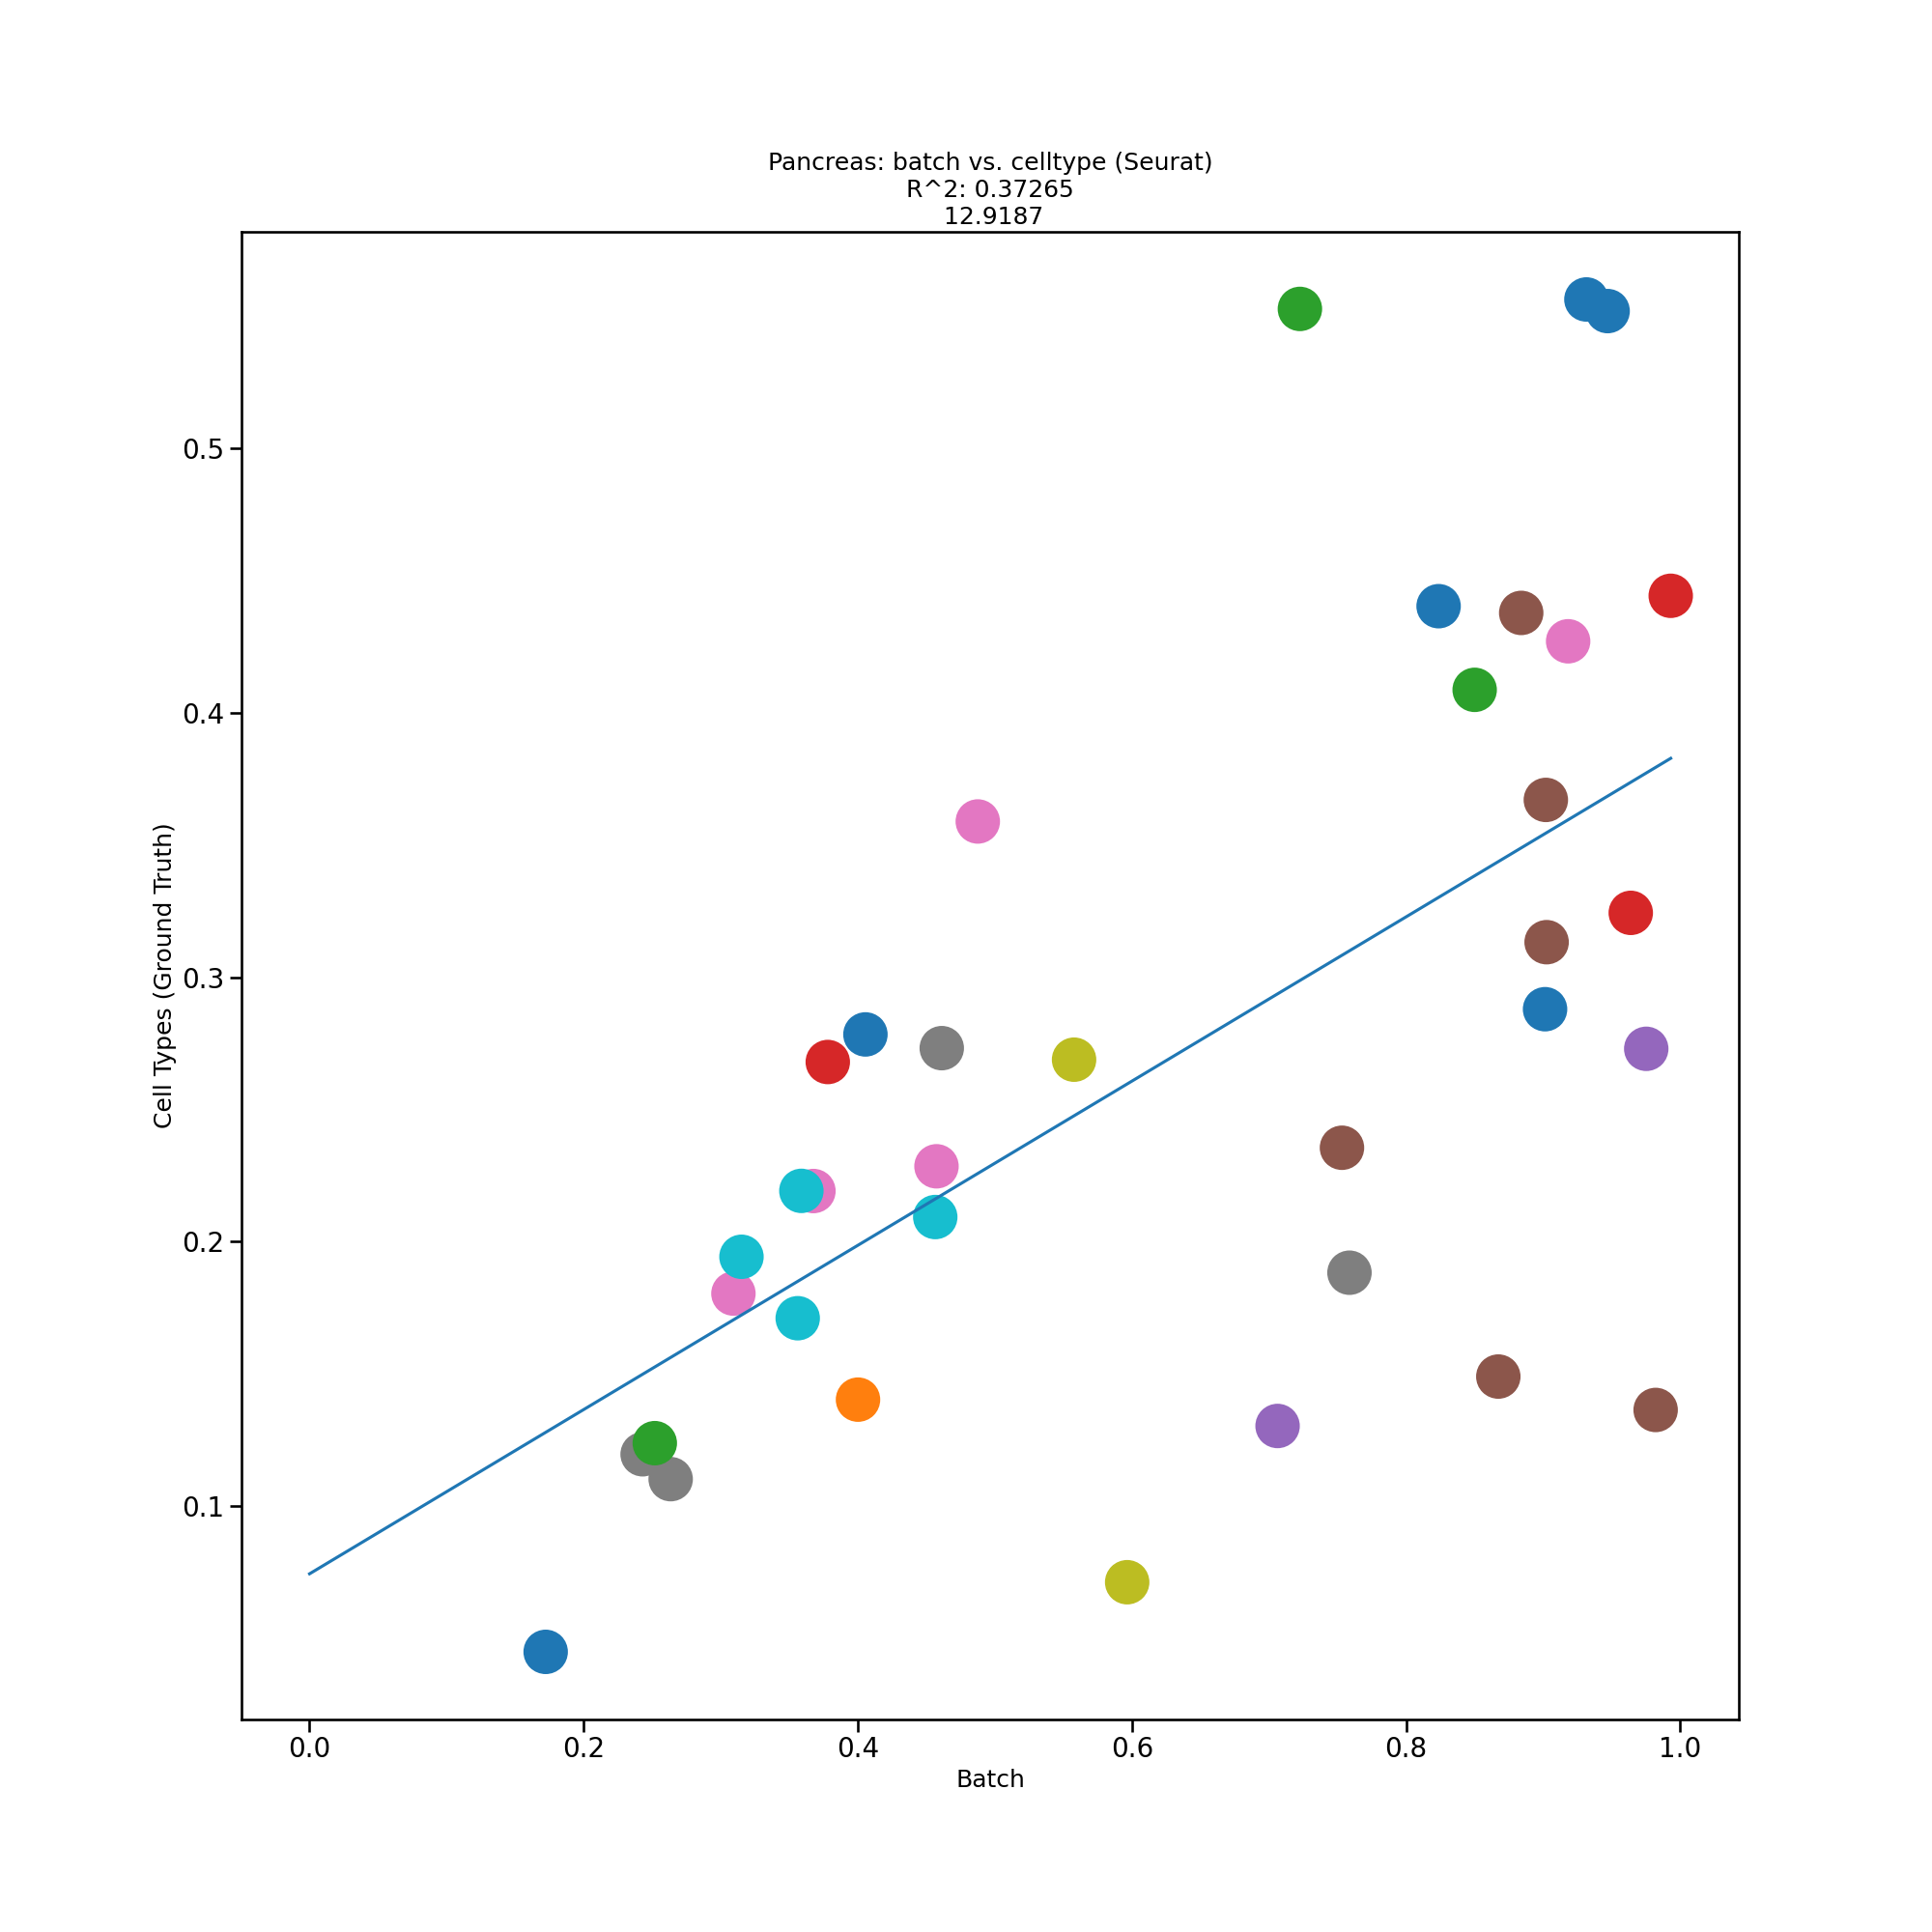 Pancreas: batch vs. celltype (Seurat)
R^2: 0.37265
12.9187
Cell Types (Ground Truth)
0.5
0.4
0.3
0.2
0.1
0.0 0.2 0.4 0.6 0.8 1.0
Batch